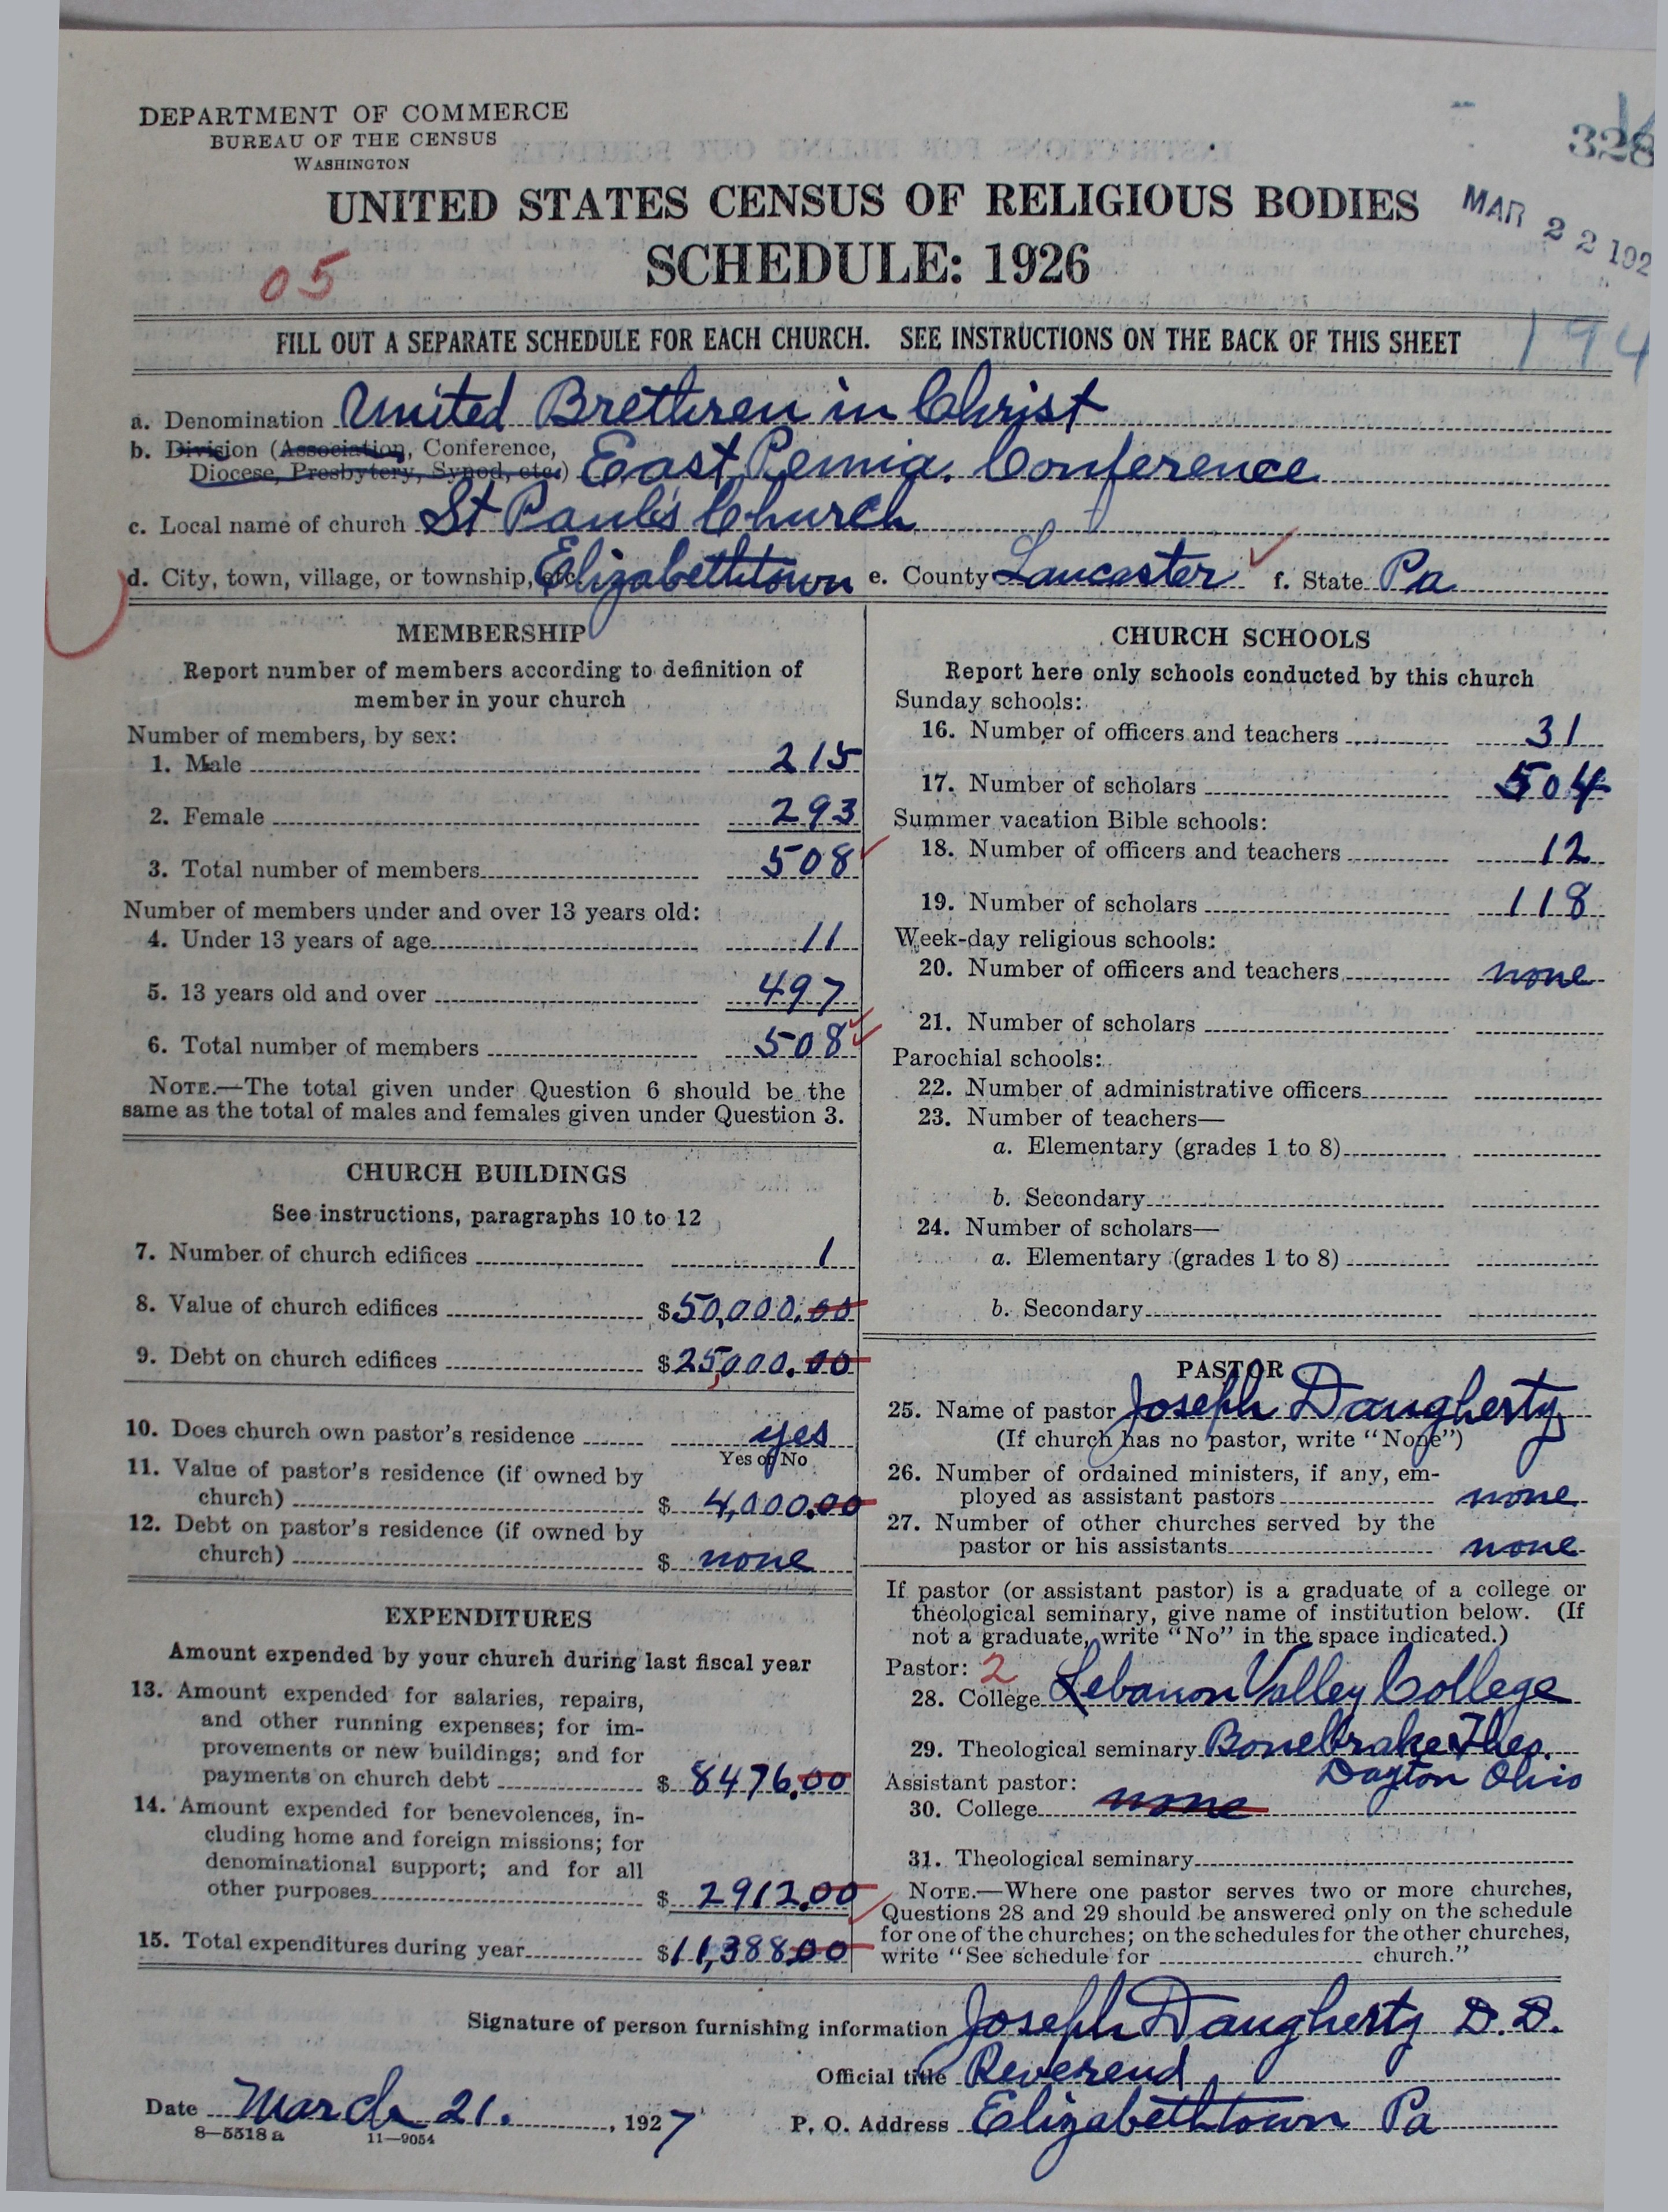 DEPARTMENT OF COMMERCE
BUREAU OF THE CENSUS
WASHINGTON
328
UNITED STATES CENSUS OF RELIGIOUS BODIES
MAR 22 192
SCHEDULE: 1926
05
FILL OUT A SEPARATE SCHEDULE FOR EACH CHURCH. SEE INSTRUCTIONS ON THE BACK OF THIS SHEET
194
a. Denomination United Brethren in Christ
b. Division (Association, Conference,
Diocese, Presbytery, Synod, etc.) East Penna. Conference
c. Local name of church St Paul's Church
d. City, town, village, or township, etc. Elizabethtown e. County Lancaster f. State Pa
MEMBERSHIP
Report number of members according to definition of
member in your church
Number of members, by sex:
1. Male 215
2. Female 293
3. Total number of members 508
Number of members under and over 13 years old:
4. Under 13 years of age 11
5. 13 years old and over 497
6. Total number of members 508
NOTE.—The total given under Question 6 should be the
same as the total of males and females given under Question 3.
CHURCH BUILDINGS
See instructions, paragraphs 10 to 12
7. Number of church edifices 1
8. Value of church edifices $50,000.00
9. Debt on church edifices $25,000.00
10. Does church own pastor's residence yes
Yes or No
11. Value of pastor's residence (if owned by
church) $ 4,000.00
12. Debt on pastor's residence (if owned by
church) $ none
EXPENDITURES
Amount expended by your church during last fiscal year
13. Amount expended for salaries, repairs,
and other running expenses; for im-
provements or new buildings; and for
payments on church debt $ 8476.00
14. Amount expended for benevolences, in-
cluding home and foreign missions; for
denominational support; and for all
other purposes $ 2912.00
15. Total expenditures during year $11,388.00
CHURCH SCHOOLS
Report here only schools conducted by this church
Sunday schools:
16. Number of officers and teachers 31
17. Number of scholars 504
Summer vacation Bible schools:
18. Number of officers and teachers 12
19. Number of scholars 118
Week-day religious schools:
20. Number of officers and teachers none
21. Number of scholars
Parochial schools:
22. Number of administrative officers
23. Number of teachers—
a. Elementary (grades 1 to 8)
b. Secondary
24. Number of scholars—
a. Elementary (grades 1 to 8)
b. Secondary
PASTOR
25. Name of pastor Joseph Daugherty
(If church has no pastor, write "None")
26. Number of ordained ministers, if any, em-
ployed as assistant pastors none
27. Number of other churches served by the
pastor or his assistants none
If pastor (or assistant pastor) is a graduate of a college or
theological seminary, give name of institution below. (If
not a graduate, write "No" in the space indicated.)
Pastor: 2
28. College Lebanon Valley College
29. Theological seminary Bonebrake Theo.
Dayton Ohio
Assistant pastor:
30. College none
31. Theological seminary
NOTE.—Where one pastor serves two or more churches,
Questions 28 and 29 should be answered only on the schedule
for one of the churches; on the schedules for the other churches,
write "See schedule for church."
Signature of person furnishing information Joseph Daugherty D.D.
Official title Reverend
Date March 21. , 1927 P. O. Address Elizabethtown Pa
8—5518 a 11—9054